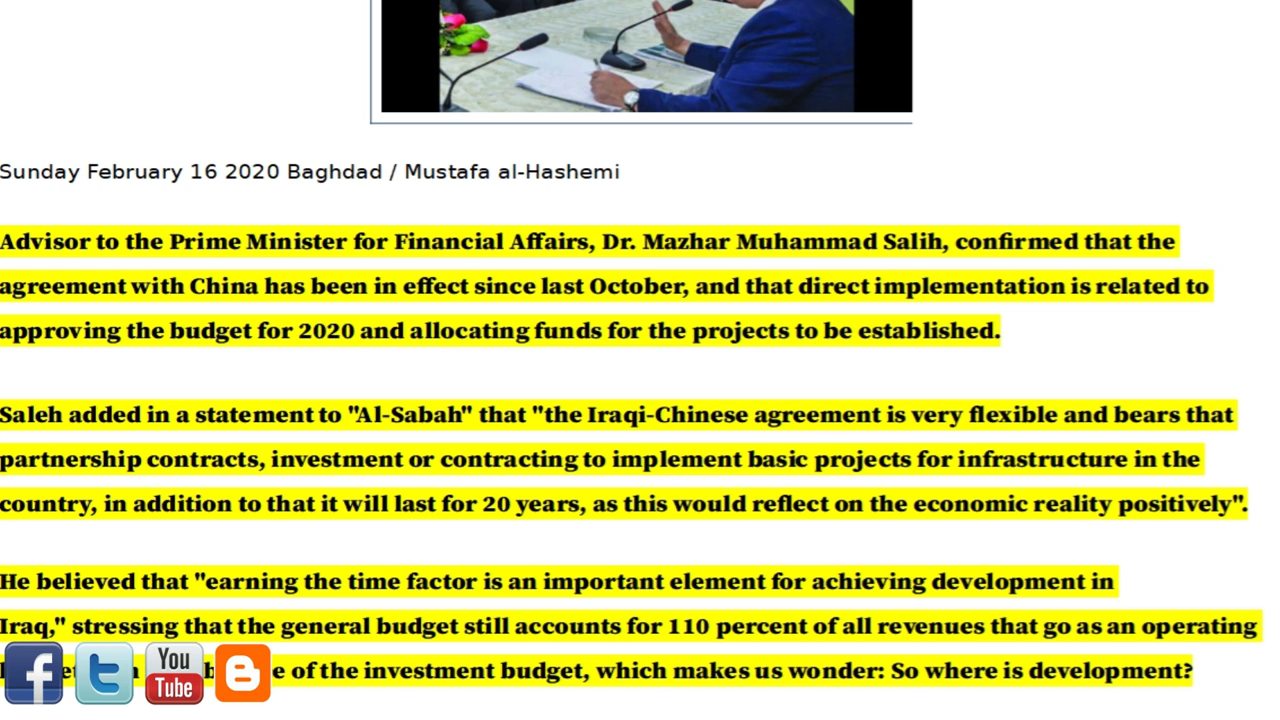 Sunday February 16 2020 Baghdad / Mustafa al-Hashemi
Advisor to the Prime Minister for Financial Affairs, Dr. Mazhar Muhammad Salih, confirmed that the
agreement with China has been in effect since last October, and that direct implementation is related to
approving the budget for 2020 and allocating funds for the projects to be established.
Saleh added in a statement to "Al-Sabah" that "the Iraqi-Chinese agreement is very flexible and bears that
partnership contracts, investment or contracting to implement basic projects for infrastructure in the
country, in addition to that it will last for 20 years, as this would reflect on the economic reality positively".
He believed that "earning the time factor is an important element for achieving development in
Iraq," stressing that the general budget still accounts for 110 percent of all revenues that go as an operating
of the investment budget, which makes us wonder: So where is development?
You
Tube